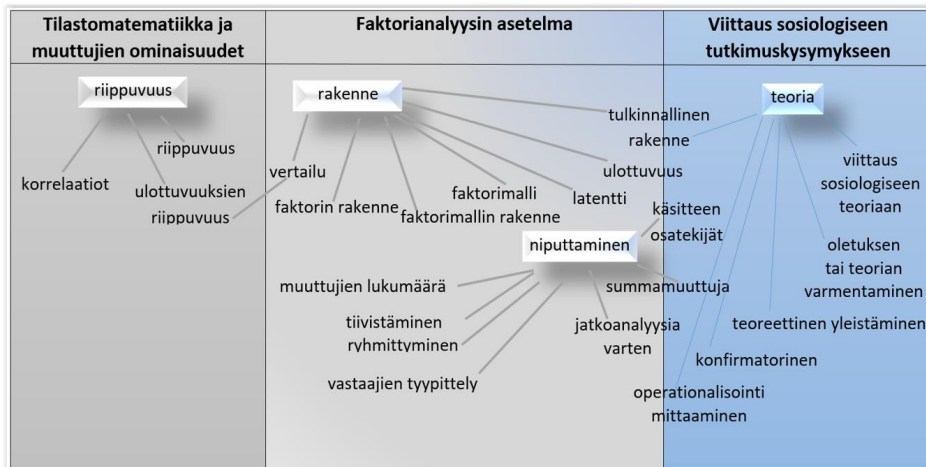 Tilastomatematiikka ja
muuttujien ominaisuudet
Faktorianalyysin asetelma
Viittaus sosiologiseen
tutkimuskysymykseen
riippuvuus
korrelaatiot
ulottuvuuksien
riippuvuus
riippuvuus
rakenne
vertailu
faktorin rakenne
faktorimallin rakenne
faktorimalli
latentti
ulottuvuus
tulkinnallinen
rakenne
niputtaminen
käsitteen
osatekijät
summamuuttuja
jatkoanalyysia
varten
muuttujien lukumäärä
tiivistäminen
ryhmittyminen
vastaajien tyypittely
teoria
viittaus
sosiologiseen
teoriaan
oletuksen
tai teorian
varmentaminen
teoreettinen yleistäminen
konfirmatorinen
operationalisointi
mittaaminen